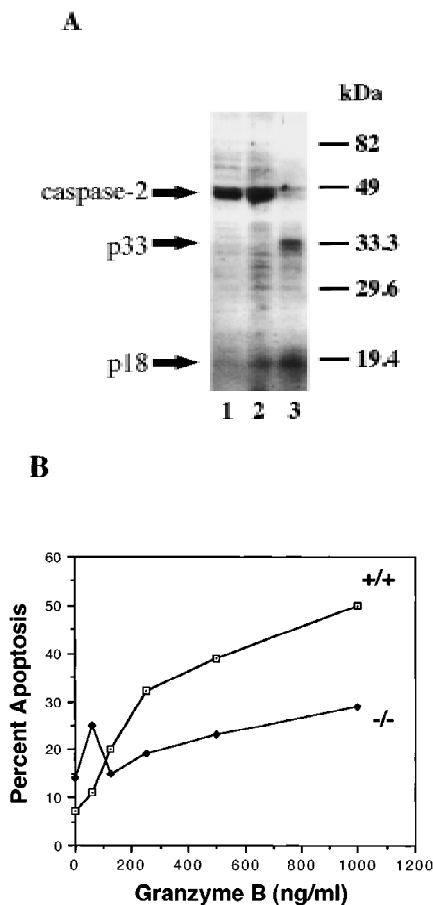 A
kDa
82
caspase-2
49
p33
33.3
29.6
p18
19.4
1 2 3
B
60
50
40
30
20
10
0
+/+
-/-
Percent Apoptosis
0 200 400 600 800 1000 1200
Granzyme B (ng/ml)